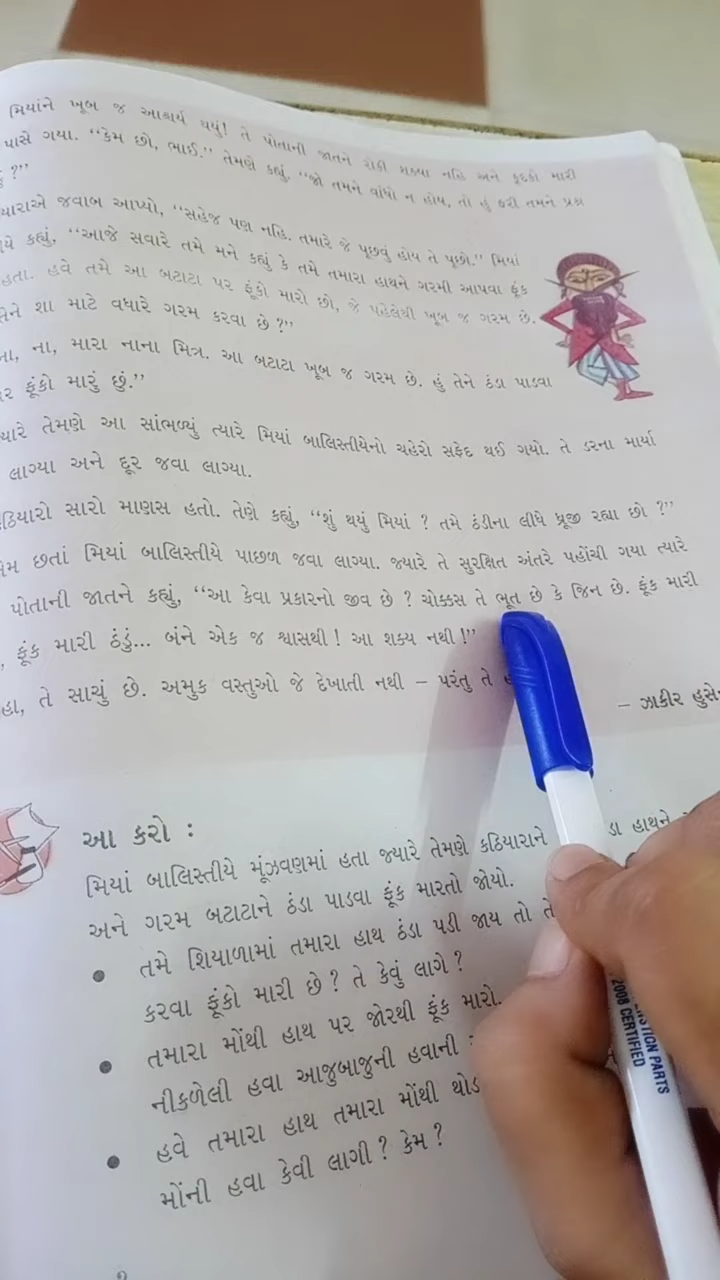 મિયાંને ખૂબ જ આશ્ચર્ય થયું! તે પોતાની જાતને રોકી શક્યા નહિ અને કૂદકો મારી
પાસે ગયા. “કેમ છો, ભાઈ.” તેમણે કહ્યું, “જો તમને વાંધો ન હોય, તો હું ફરી તમને પ્રશ્ન
?”
જવાબ આપ્યો, “સહેજ પણ નહિ. તમારે જે પૂછવું હોય તે પૂછો.” મિયાં
કહ્યું, “આજે સવારે તમે મને કહ્યું કે તમે તમારા હાથને ગરમી આપવા ફૂંક
હતા. હવે તમે આ બટાટા પર ફૂંકો મારો છો, જે પહેલેથી ખૂબ જ ગરમ છે.
તેને શા માટે વધારે ગરમ કરવા છે?”
ના, ના, મારા નાના મિત્ર. આ બટાટા ખૂબ જ ગરમ છે. હું તેને ઠંડા પાડવા
ફૂંકો મારું છું.”
તેમણે આ સાંભળ્યું ત્યારે મિયાં બાલિસ્તીયેનો ચહેરો સફેદ થઈ ગયો. તે ડરના માર્યા
લાગ્યા અને દૂર જવા લાગ્યા.
કઠિયારો સારો માણસ હતો. તેણે કહ્યું, “શું થયું મિયાં ? તમે ઠંડીના લીધે ધ્રૂજી રહ્યા છો ?”
છતાં મિયાં બાલિસ્તીયે પાછળ જવા લાગ્યા. જ્યારે તે સુરક્ષિત અંતરે પહોંચી ગયા ત્યારે
પોતાની જાતને કહ્યું, “આ કેવા પ્રકારનો જીવ છે ? ચોક્કસ તે ભૂત છે કે જિન છે. ફૂંક મારી
, ફૂંક મારી ઠંડું... બંને એક જ શ્વાસથી ! આ શક્ય નથી !”
હા, તે સાચું છે. અમુક વસ્તુઓ જે દેખાતી નથી – પરંતુ તે
– ઝાકીર હુસેન
આ કરો :
મિયાં બાલિસ્તીયે મૂંઝવણમાં હતા જ્યારે તેમણે કઠિયારાને હાથને
અને ગરમ બટાટાને ઠંડા પાડવા ફૂંક મારતો જોયો.
• તમે શિયાળામાં તમારા હાથ ઠંડા પડી જાય તો તે
કરવા ફૂંકો મારી છે? તે કેવું લાગે ?
• તમારા મોંથી હાથ પર જોરથી ફૂંક મારો.
નીકળેલી હવા આજુબાજુની હવાની
• હવે તમારા હાથ તમારા મોંથી થોડ
મોંની હવા કેવી લાગી ? કેમ ?
PARTS
2008 CERTIFIED